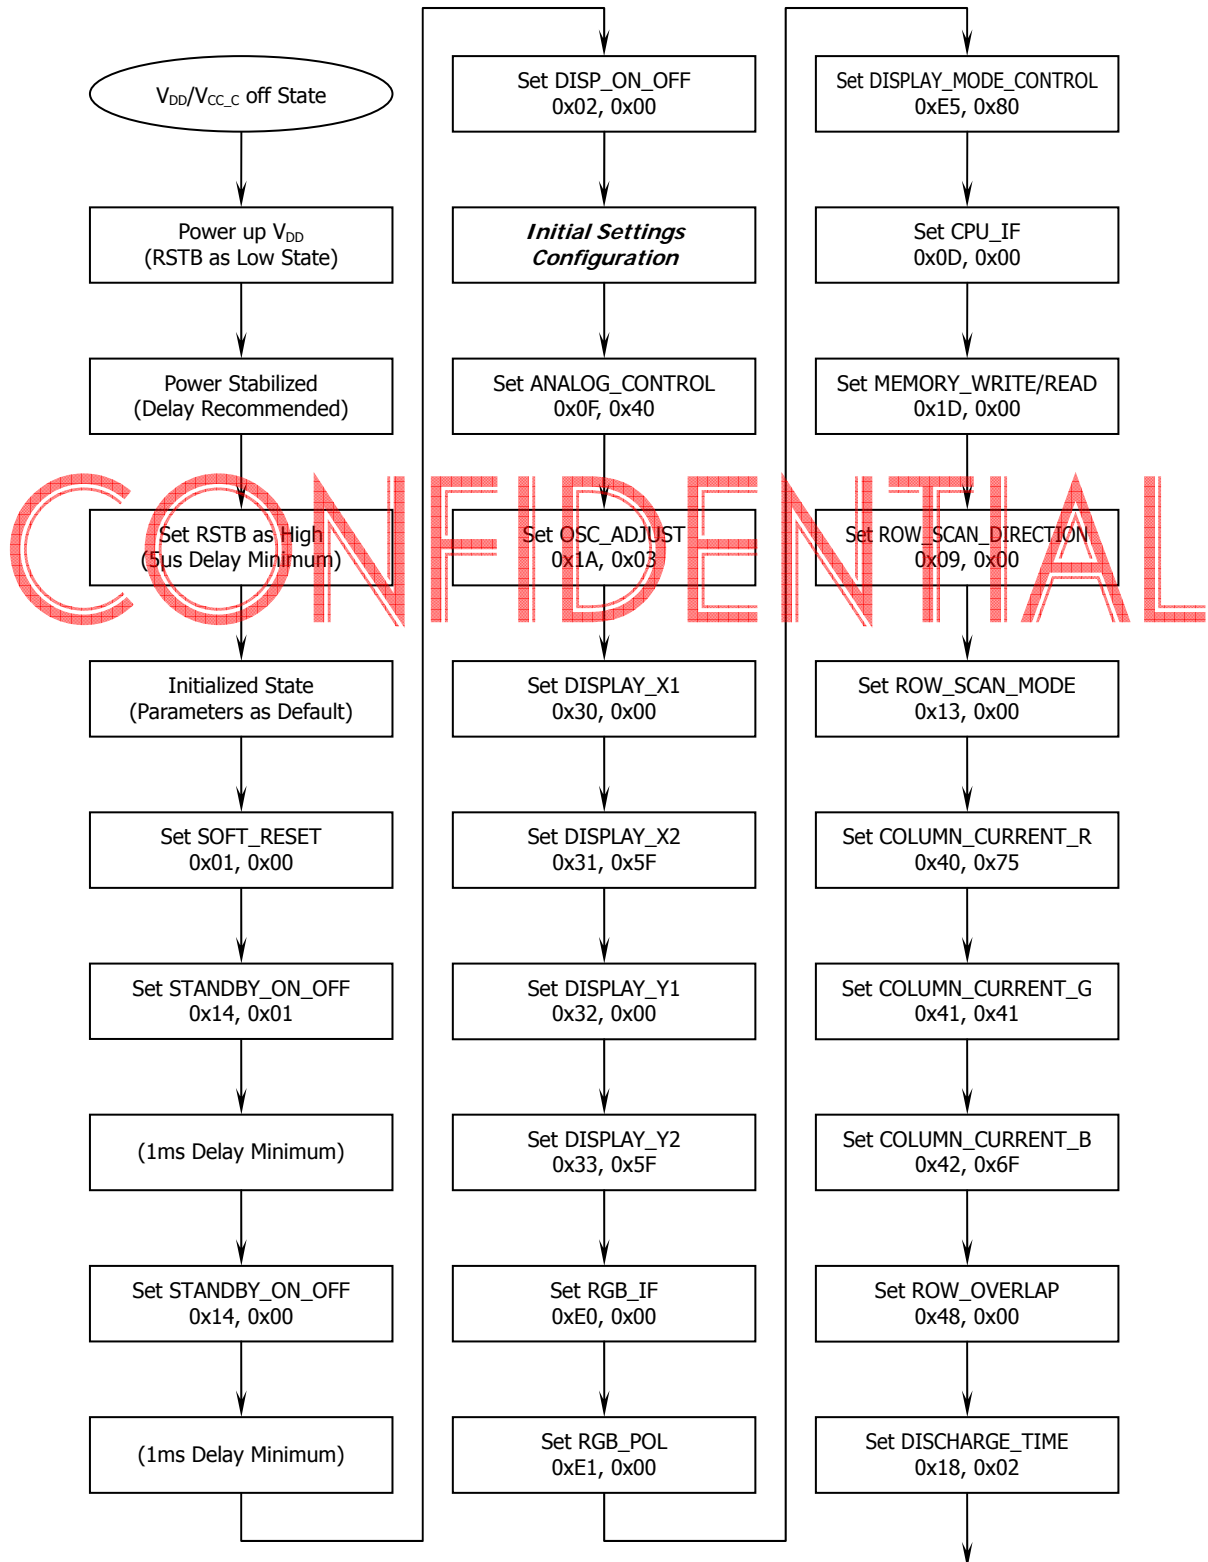 V_DD/V_CC_C off State
Power up V_DD
(RSTB as Low State)
Power Stabilized
(Delay Recommended)
Set RSTB as High
(5μs Delay Minimum)
Initialized State
(Parameters as Default)
Set SOFT_RESET
0x01, 0x00
Set STANDBY_ON_OFF
0x14, 0x01
(1ms Delay Minimum)
Set STANDBY_ON_OFF
0x14, 0x00
(1ms Delay Minimum)
Set DISP_ON_OFF
0x02, 0x00
Initial Settings
Configuration
Set ANALOG_CONTROL
0x0F, 0x40
Set OSC_ADJUST
0x1A, 0x03
Set DISPLAY_X1
0x30, 0x00
Set DISPLAY_X2
0x31, 0x5F
Set DISPLAY_Y1
0x32, 0x00
Set DISPLAY_Y2
0x33, 0x5F
Set RGB_IF
0xE0, 0x00
Set RGB_POL
0xE1, 0x00
Set DISPLAY_MODE_CONTROL
0xE5, 0x80
Set CPU_IF
0x0D, 0x00
Set MEMORY_WRITE/READ
0x1D, 0x00
Set ROW_SCAN_DIRECTION
0x09, 0x00
Set ROW_SCAN_MODE
0x13, 0x00
Set COLUMN_CURRENT_R
0x40, 0x75
Set COLUMN_CURRENT_G
0x41, 0x41
Set COLUMN_CURRENT_B
0x42, 0x6F
Set ROW_OVERLAP
0x48, 0x00
Set DISCHARGE_TIME
0x18, 0x02
CONFIDENTIAL